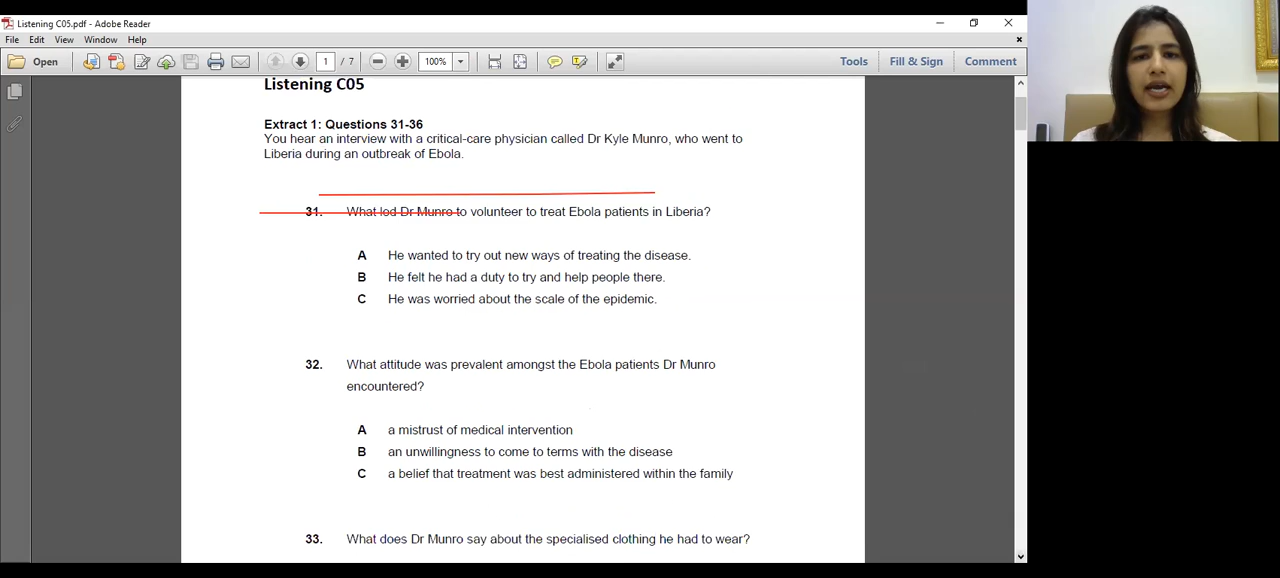 Listening C05.pdf - Adobe Reader
File Edit View Window Help
Open 1 / 7 100% Tools Fill & Sign Comment
Listening C05
Extract 1: Questions 31-36
You hear an interview with a critical-care physician called Dr Kyle Munro, who went to
Liberia during an outbreak of Ebola.
31. What led Dr Munro to volunteer to treat Ebola patients in Liberia?
A He wanted to try out new ways of treating the disease.
B He felt he had a duty to try and help people there.
C He was worried about the scale of the epidemic.
32. What attitude was prevalent amongst the Ebola patients Dr Munro
encountered?
A a mistrust of medical intervention
B an unwillingness to come to terms with the disease
C a belief that treatment was best administered within the family
33. What does Dr Munro say about the specialised clothing he had to wear?